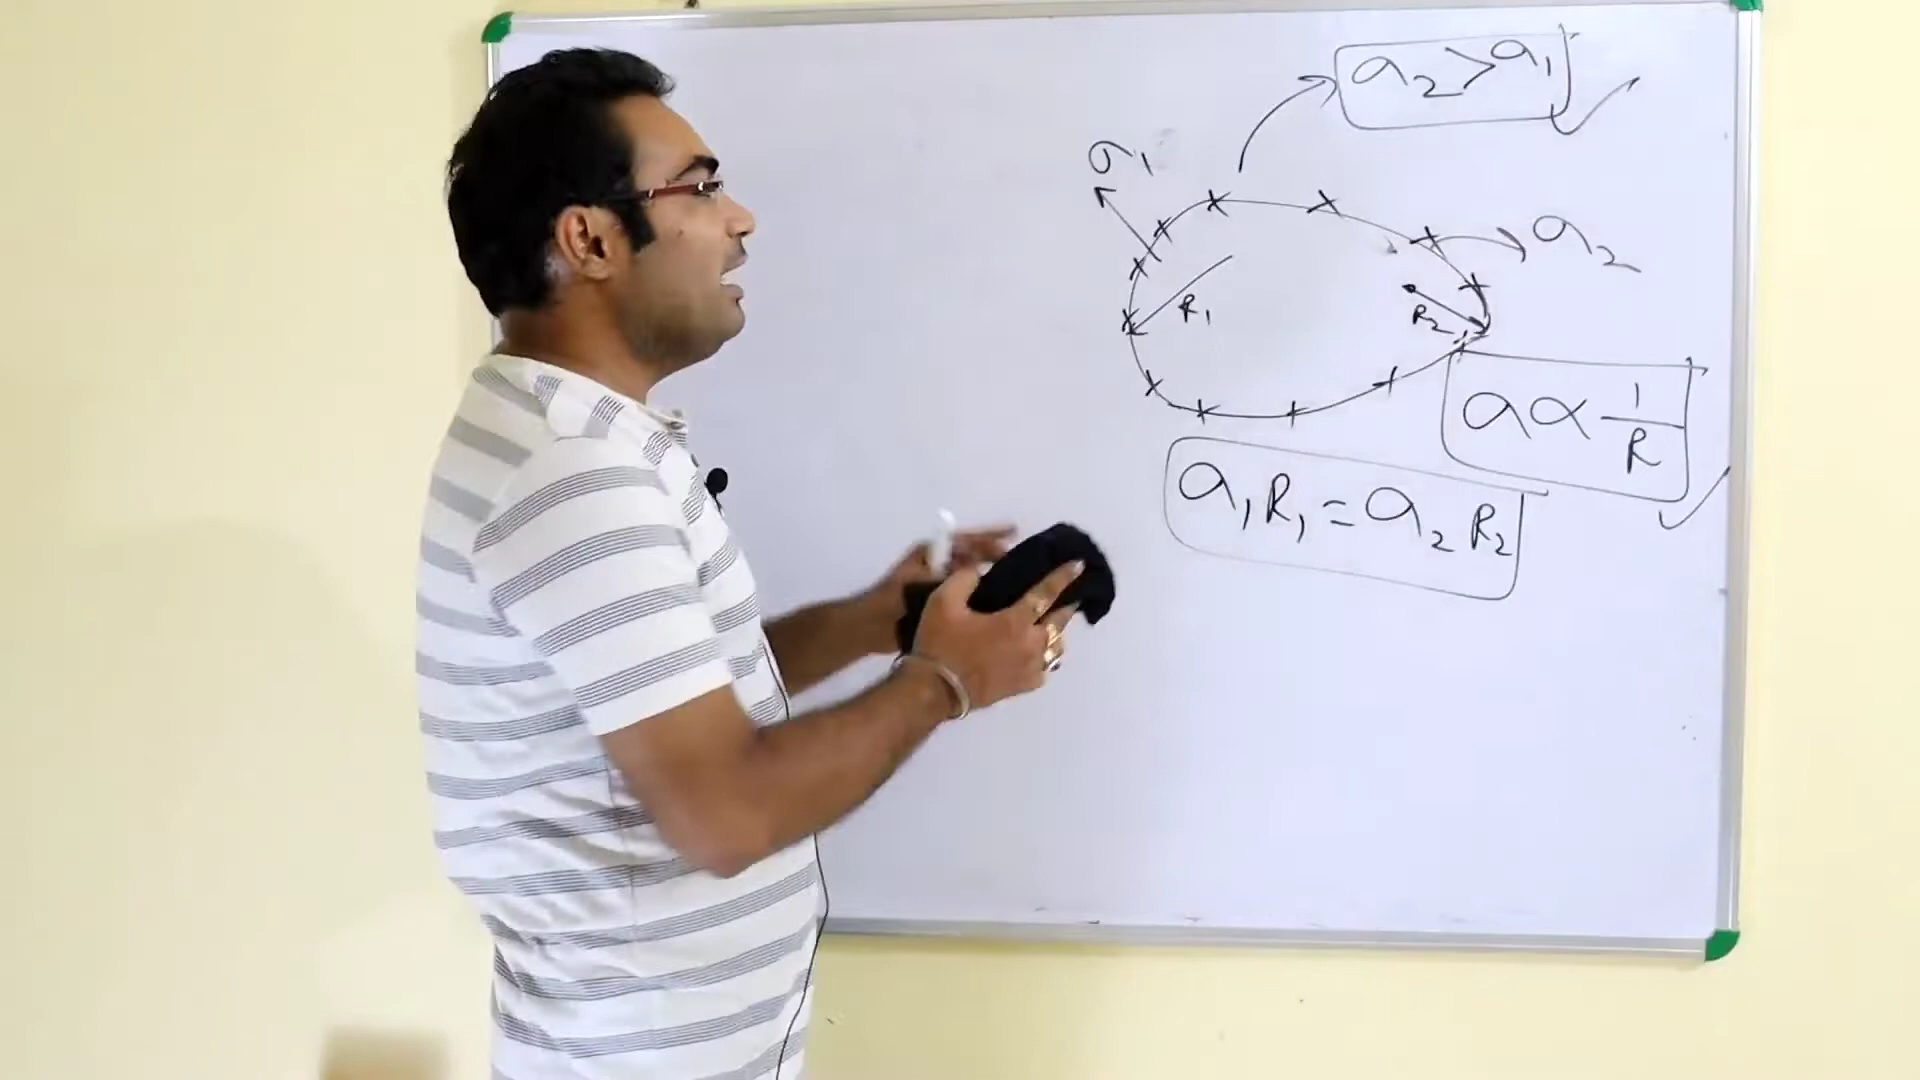 σ₂ > σ₁
σ₁
σ₂
R₁
R₂
σ ∝ 1/R
σ₁R₁ = σ₂R₂